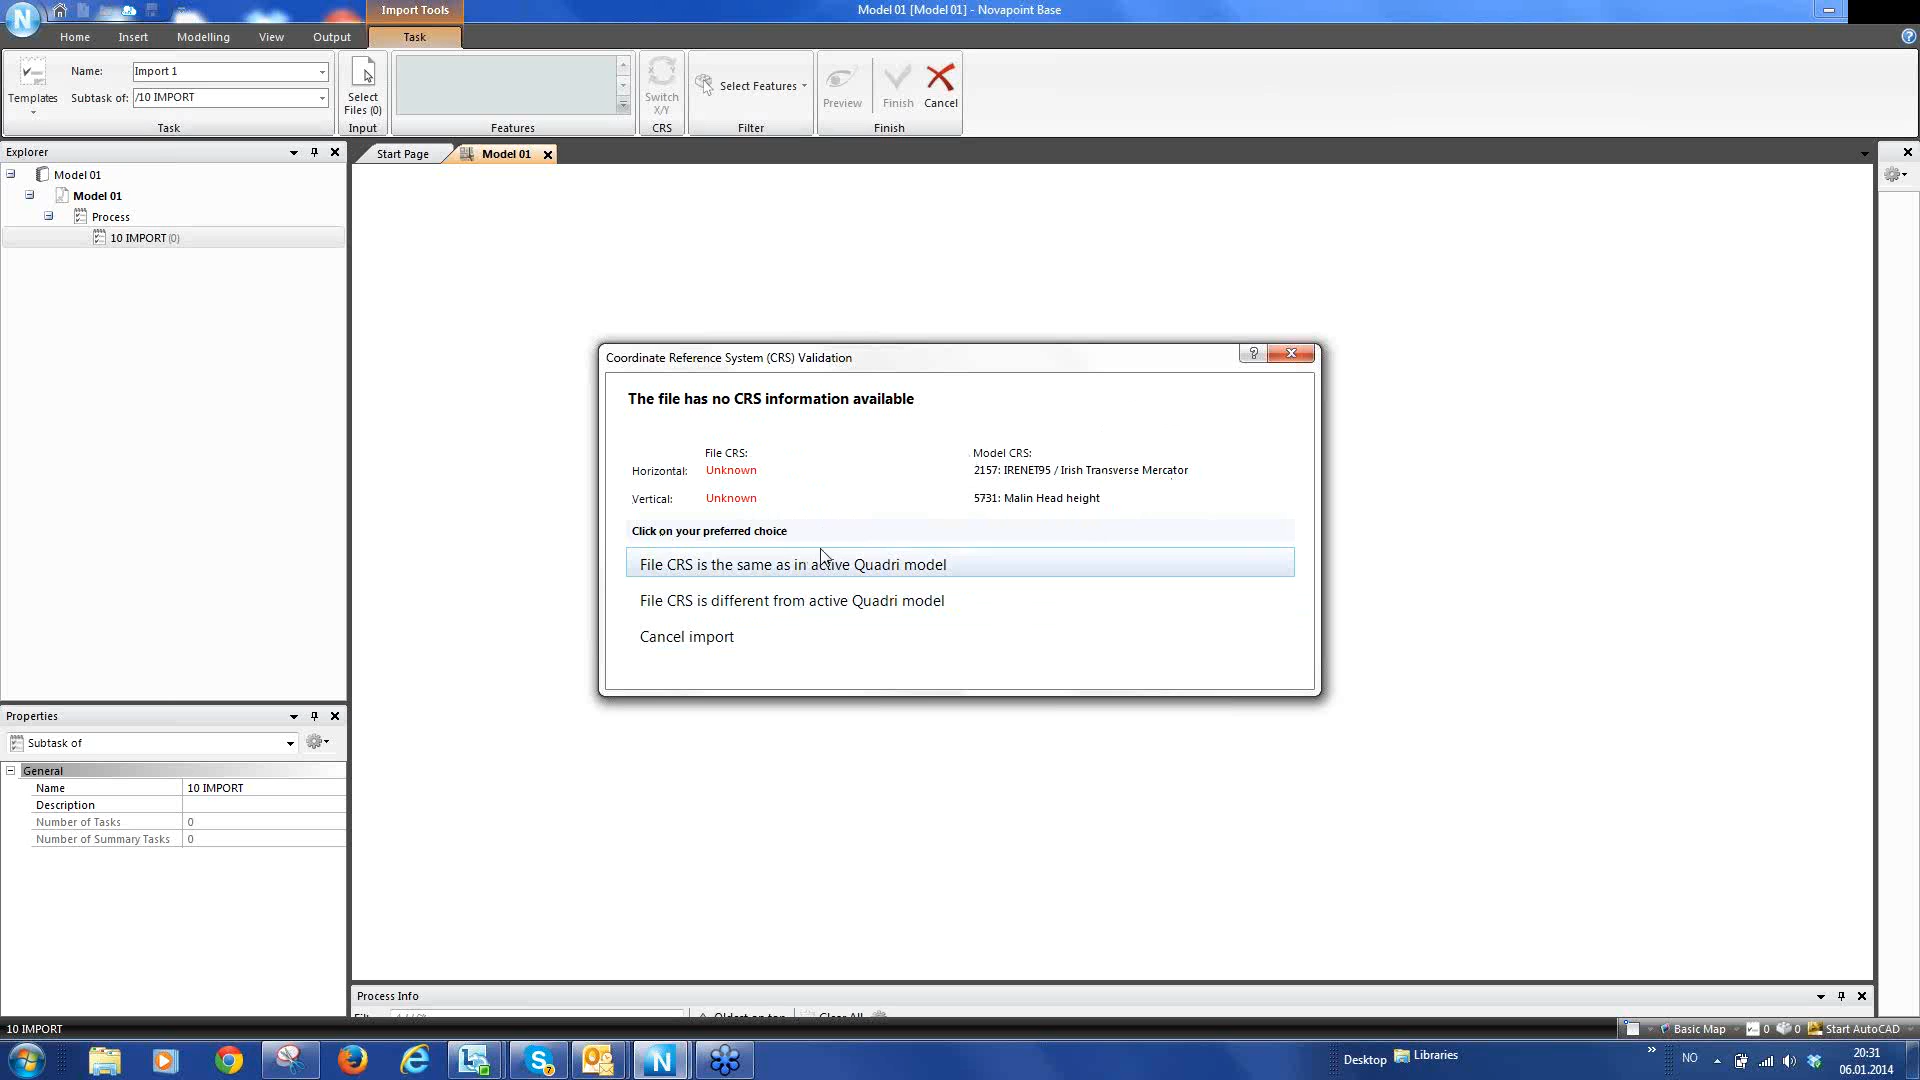 Import Tools
Model 01 [Model 01] - Novapoint Base
Home
Insert
Modelling
View
Output
Task
Templates
Name:
Import 1
Subtask of:
/10 IMPORT
Task
Select
Files (0)
Input
Features
Switch
X/Y
CRS
Select Features
Filter
Preview
Finish
Cancel
Finish
Explorer
Start Page
Model 01
Model 01
Model 01
Process
10 IMPORT (0)
Coordinate Reference System (CRS) Validation
The file has no CRS information available
File CRS:
Model CRS:
Horizontal:
Unknown
2157: IRENET95 / Irish Transverse Mercator
Vertical:
Unknown
5731: Malin Head height
Click on your preferred choice
File CRS is the same as in active Quadri model
File CRS is different from active Quadri model
Cancel import
Properties
Subtask of
General
Name
10 IMPORT
Description
Number of Tasks
0
Number of Summary Tasks
0
Process Info
Oldest on top
Clear All
10 IMPORT
Basic Map
0
0
Start AutoCAD
Desktop
Libraries
NO
20:31
06.01.2014